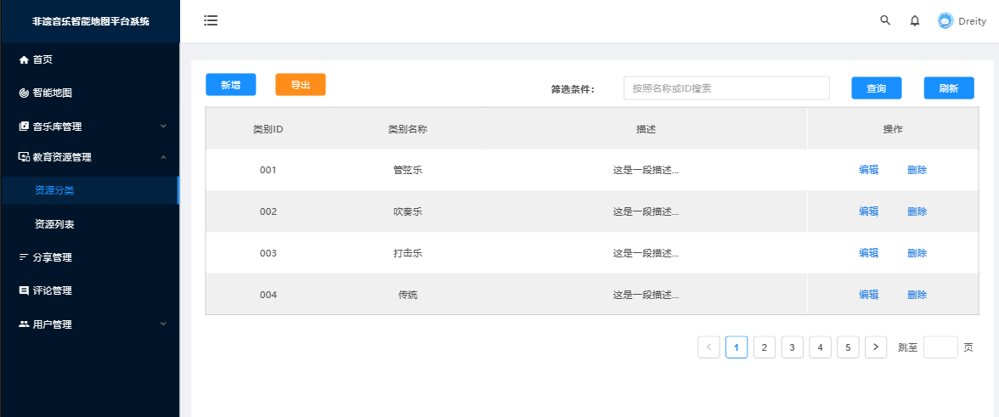 非遗音乐智能地图平台系统
Dreity
首页
智能地图
音乐库管理
教育资源管理
资源分类
资源列表
分享管理
评论管理
用户管理
新增 导出 筛选条件： 按照名称或ID搜索 查询 刷新
类别ID 类别名称 描述 操作
001 管弦乐 这是一段描述... 编辑 删除
002 吹奏乐 这是一段描述... 编辑 删除
003 打击乐 这是一段描述... 编辑 删除
004 传统 这是一段描述... 编辑 删除
< 1 2 3 4 5 > 跳至 页